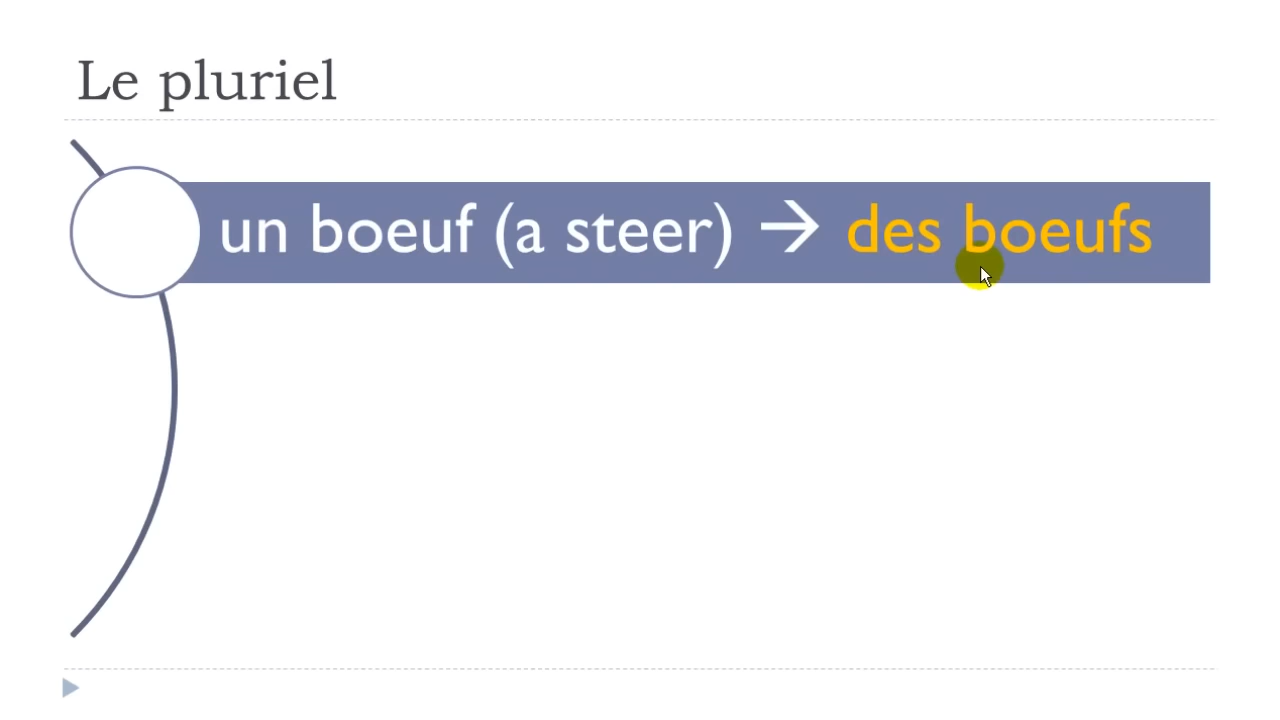 Le pluriel
un boeuf (a steer) → des boeufs